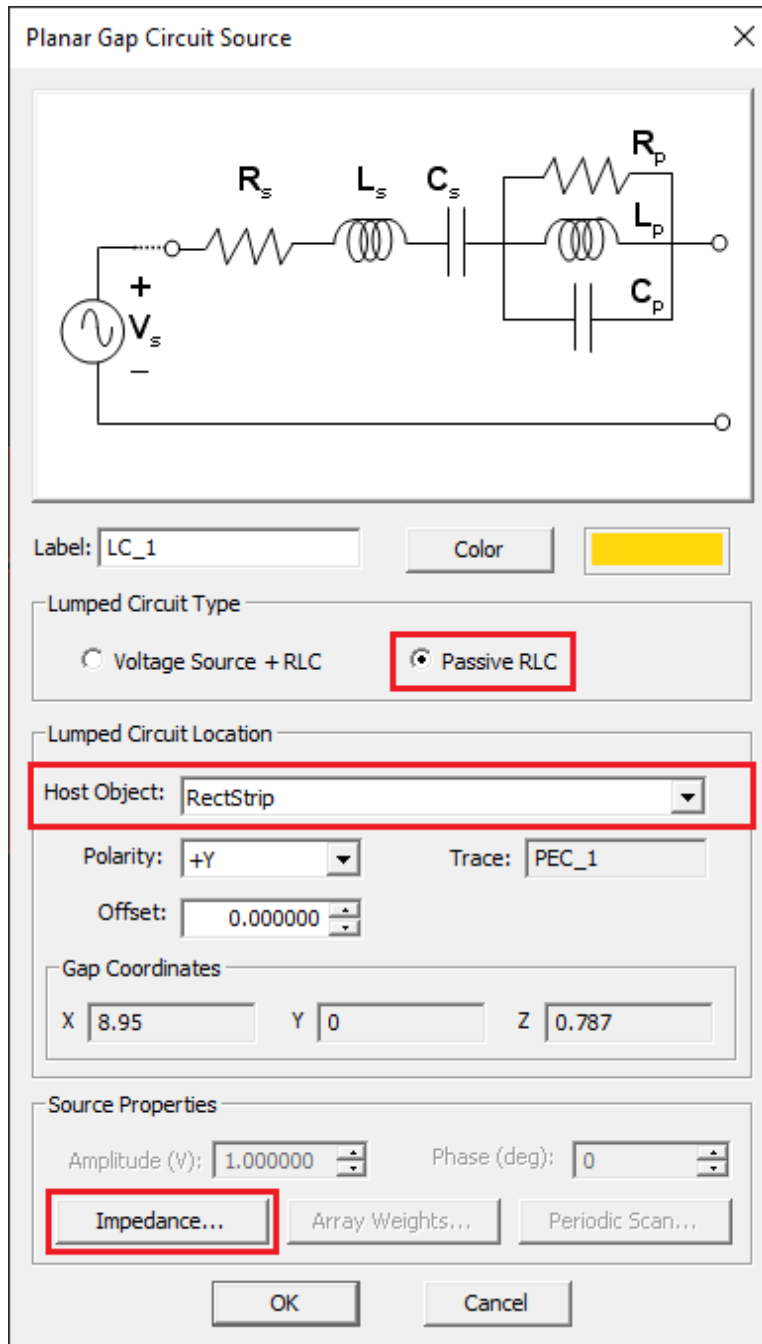 Planar Gap Circuit Source
Rp
Rs Ls Cs
Lp
+
Vs
Cp
−
Label: LC_1 Color
Lumped Circuit Type
Voltage Source + RLC Passive RLC
Lumped Circuit Location
Host Object: RectStrip
Polarity: +Y Trace: PEC_1
Offset: 0.000000
Gap Coordinates
X 8.95 Y 0 Z 0.787
Source Properties
Amplitude (V): 1.000000 Phase (deg): 0
Impedance... Array Weights... Periodic Scan...
OK Cancel